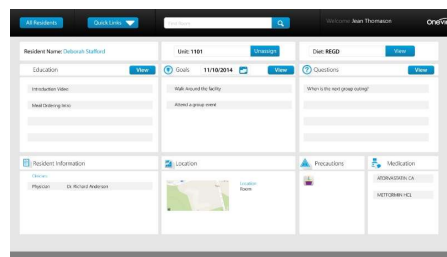 All Residents
Quick Links
Welcome Jean Thomason
OneView
Resident Name: Deborah Stafford
Unit: 1101
Unassign
Diet: REGD
View
Education
View
Goals
11/10/2014
View
Questions
View
Introduction Video
Walk Around the facility
When is the next group outing?
Meal Ordering Intro
Attend a group event
Resident Information
Location
Precautions
Medication
Physician
Dr. Richard Anderson
Location
Room
ATORVASTATIN CA
METFORMIN HCL